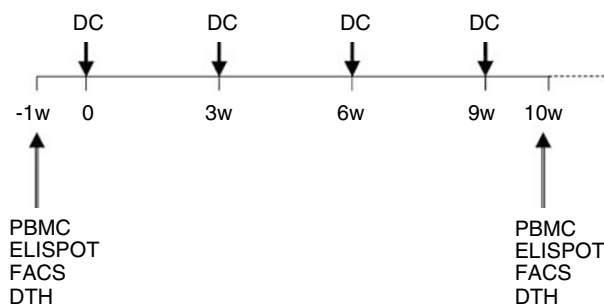 DC DC DC DC
-1w 0 3w 6w 9w 10w
PBMC PBMC
ELISPOT ELISPOT
FACS FACS
DTH DTH